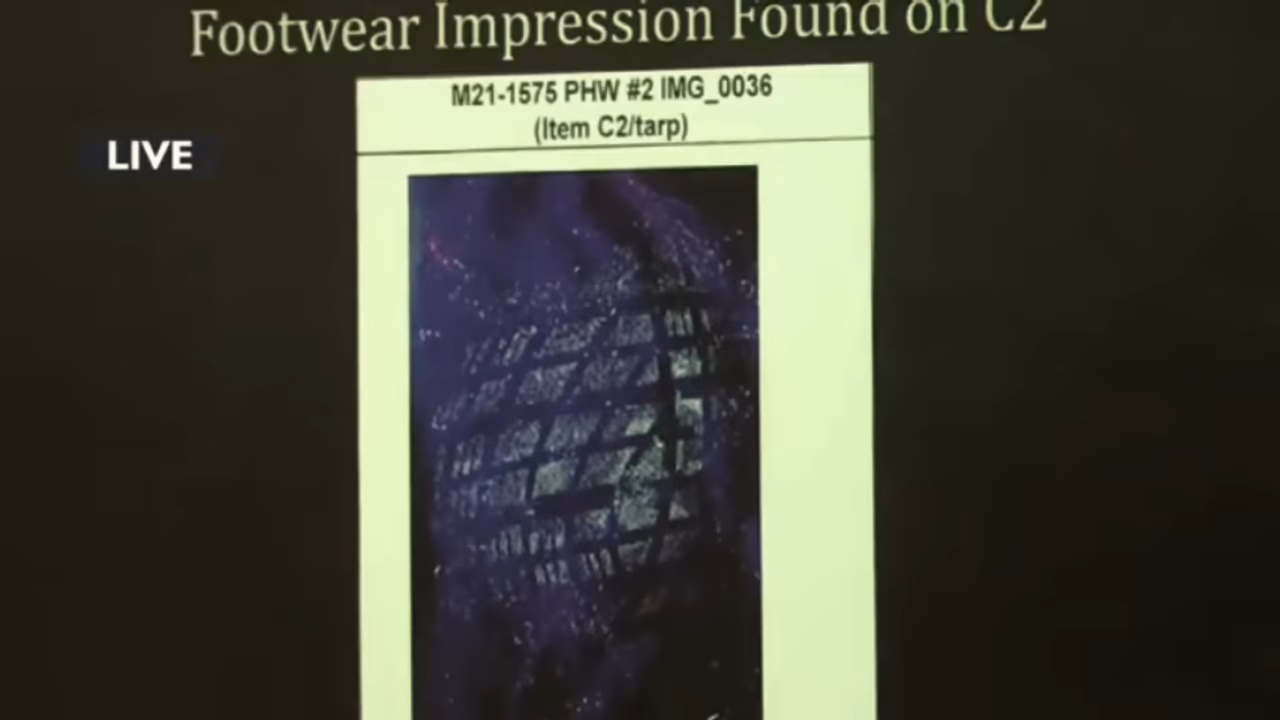 Footwear Impression Found on C2
M21-1575 PHW #2 IMG_0036
(Item C2/tarp)
LIVE